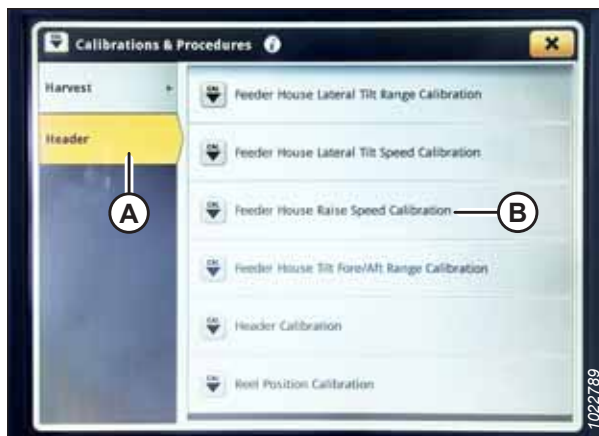 Calibrations & Procedures
Harvest
Header
Feeder House Lateral Tilt Range Calibration
Feeder House Lateral Tilt Speed Calibration
Feeder House Raise Speed Calibration
Feeder House Tilt Fore/Aft Range Calibration
Header Calibration
Reel Position Calibration
A
B
1022789